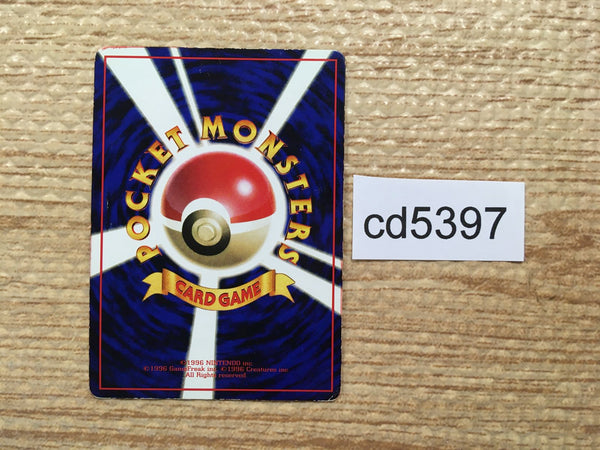 POCKET MONSTERS
CARD GAME
©1996 NINTENDO inc.
©1996 GameFreak inc. ©1996 Creatures inc.
All Rights reserved
cd5397